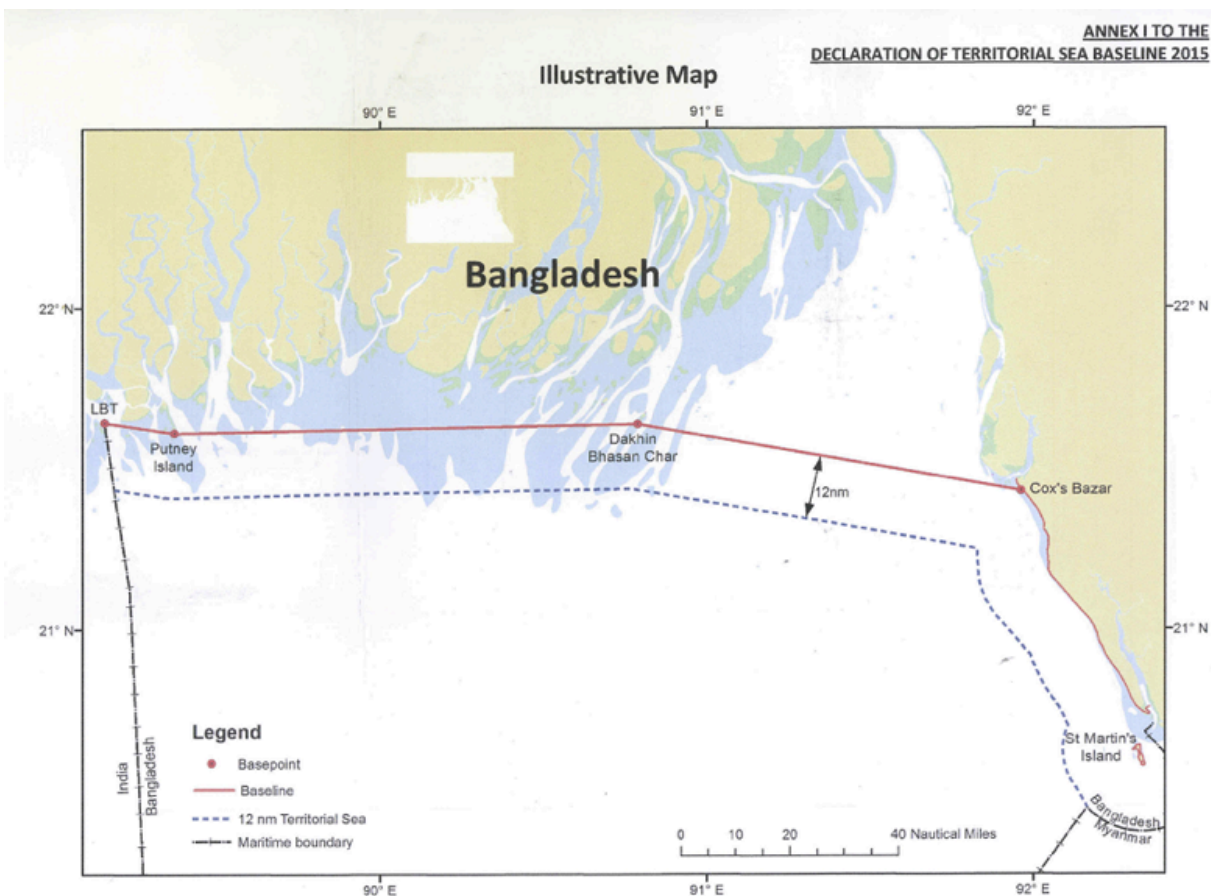 ANNEX I TO THE
DECLARATION OF TERRITORIAL SEA BASELINE 2015
Illustrative Map
90° E
91° E
92° E
Bangladesh
22° N
22° N
LBT
Putney
Island
Dakhin
Bhasan Char
12nm
Cox's Bazar
21° N
21° N
St Martin's
Island
India
Bangladesh
Legend
Basepoint
Baseline
12 nm Territorial Sea
Maritime boundary
Bangladesh
Myanmar
0 10 20 40 Nautical Miles
90° E
91° E
92° E